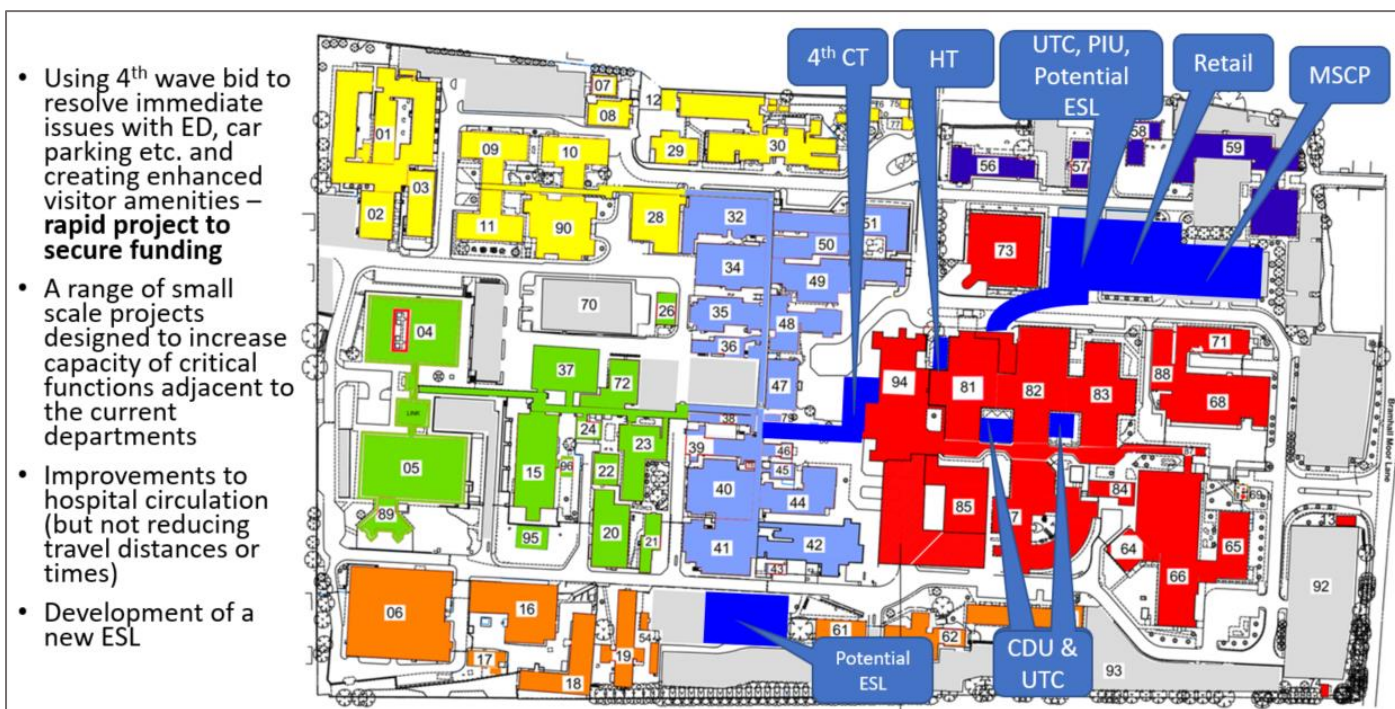 • Using 4th wave bid to
resolve immediate
issues with ED, car
parking etc. and
creating enhanced
visitor amenities –
rapid project to
secure funding
• A range of small
scale projects
designed to increase
capacity of critical
functions adjacent to
the current
departments
• Improvements to
hospital circulation
(but not reducing
travel distances or
times)
• Development of a
new ESL
4th CT
HT
UTC, PIU,
Potential
ESL
Retail
MSCP
07
12
08
01
09
10
29
30
03
02
11
90
28
32
51
50
34
49
35
48
36
47
56
57
58
59
73
70
26
04
37
72
LINK
05
89
15
24
96
22
23
20
21
95
38
39
46
45
40
44
41
42
43
94
81
82
83
88
71
68
85
84
64
66
65
69
92
93
Bramhall Moor Lane
06
16
17
18
19
54
61
62
Potential
ESL
CDU &
UTC